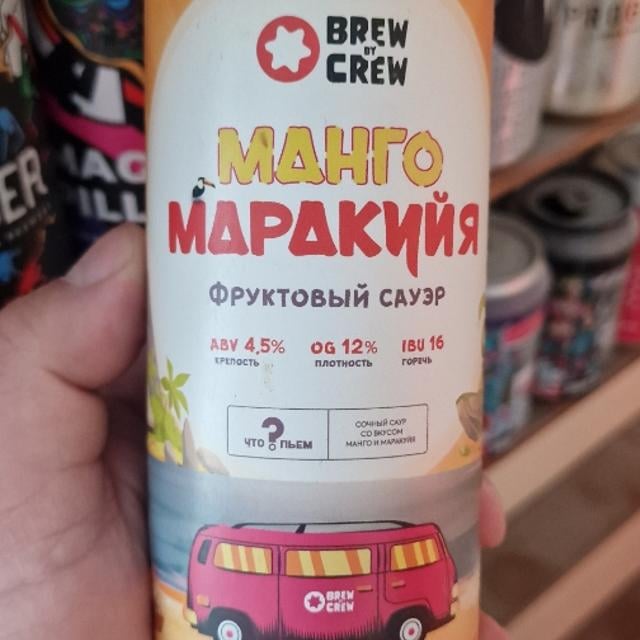 BREW
BY
CREW
МАНГО
МАРАКУЙЯ
ФРУКТОВЫЙ САУЭР
ABV 4,5% OG 12% IBU 16
КРЕПОСТЬ ПЛОТНОСТЬ ГОРЕЧЬ
ЧТО ? ПЬЕМ
СОЧНЫЙ САУР
СО ВКУСОМ
МАНГО И МАРАКУЙЯ
BREW
CREW